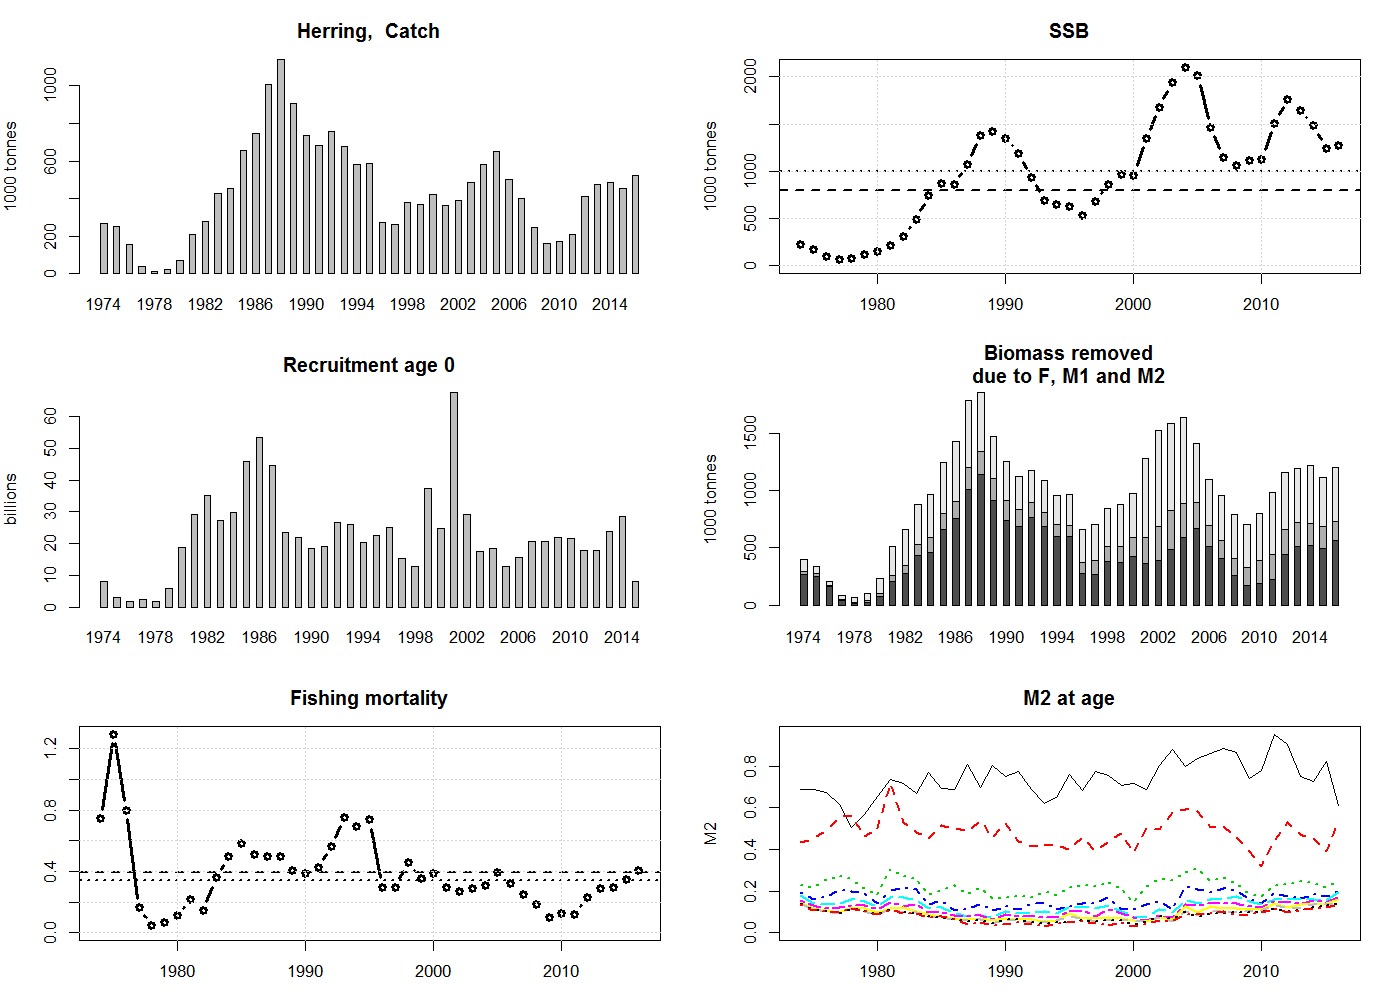 Herring,  Catch
1000 tonnes
0 200 600 1000
1974 1978 1982 1986 1990 1994 1998 2002 2006 2010 2014
SSB
1000 tonnes
0 500 1000 2000
1980 1990 2000 2010
Recruitment age 0
billions
0 10 20 30 40 50 60
1974 1978 1982 1986 1990 1994 1998 2002 2006 2010 2014
Biomass removed
due to F, M1 and M2
1000 tonnes
0 500 1000 1500
1974 1978 1982 1986 1990 1994 1998 2002 2006 2010 2014
Fishing mortality
0.0 0.4 0.8 1.2
1980 1990 2000 2010
M2 at age
M2
0.0 0.2 0.4 0.6 0.8
1980 1990 2000 2010